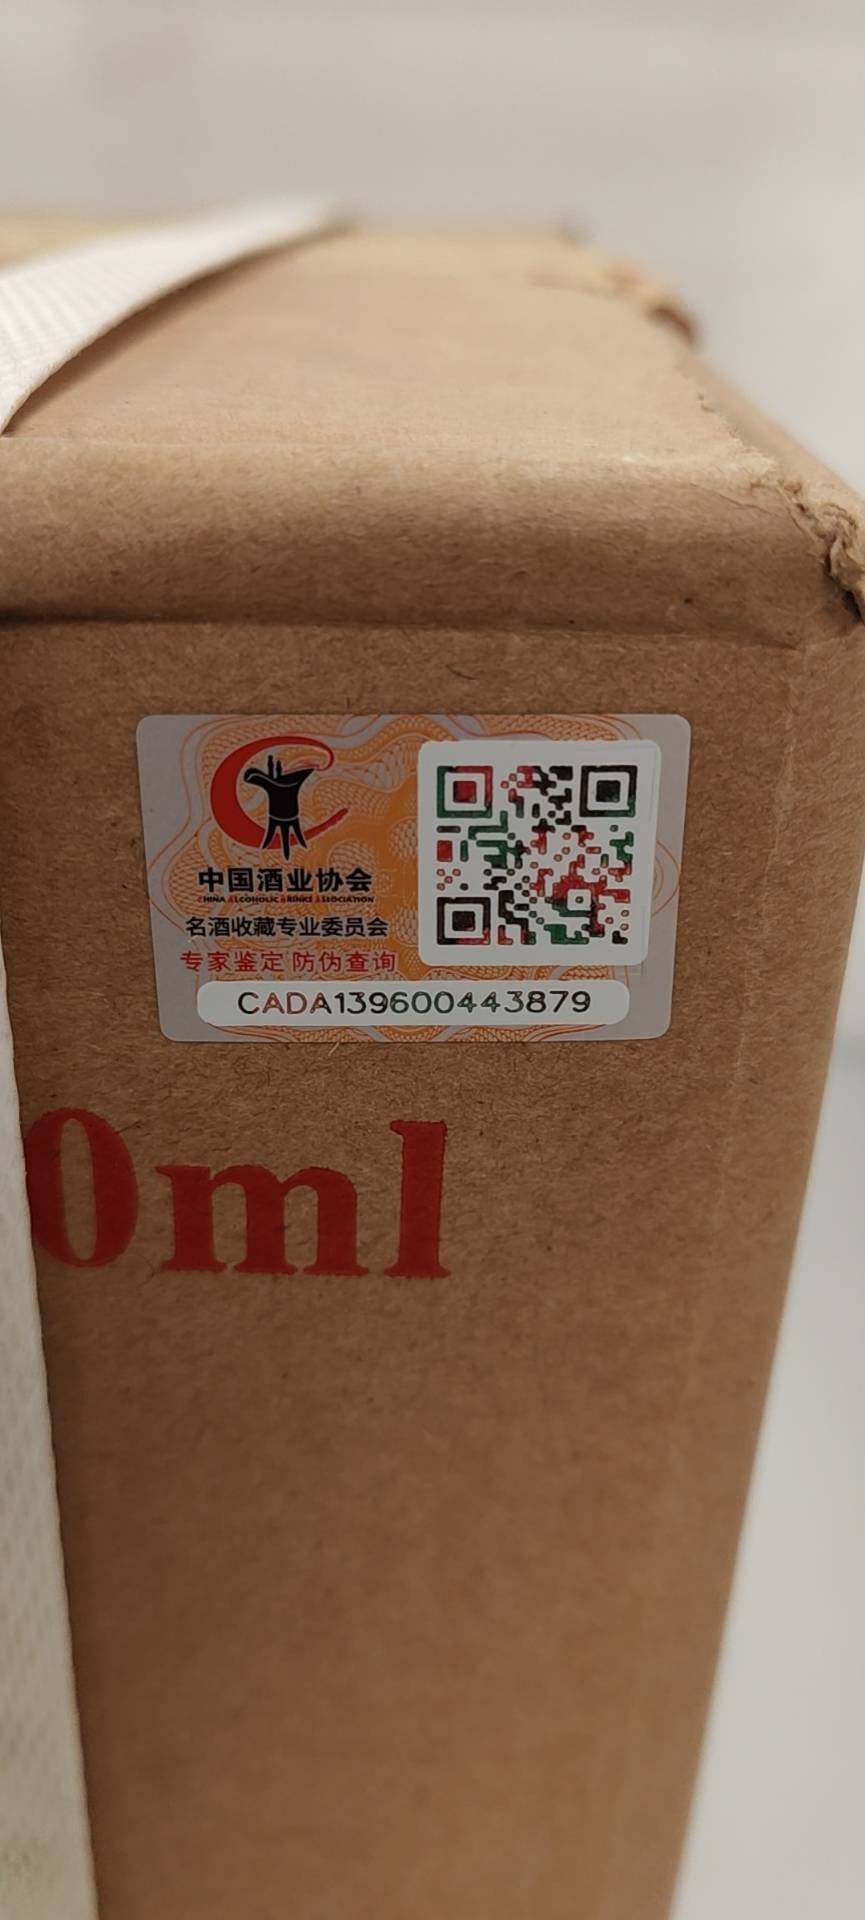 中国酒业协会
CHINA ALCOHOLIC DRINKS ASSOCIATION
名酒收藏专业委员会
专家鉴定 防伪查询
CADA139600443879
0ml